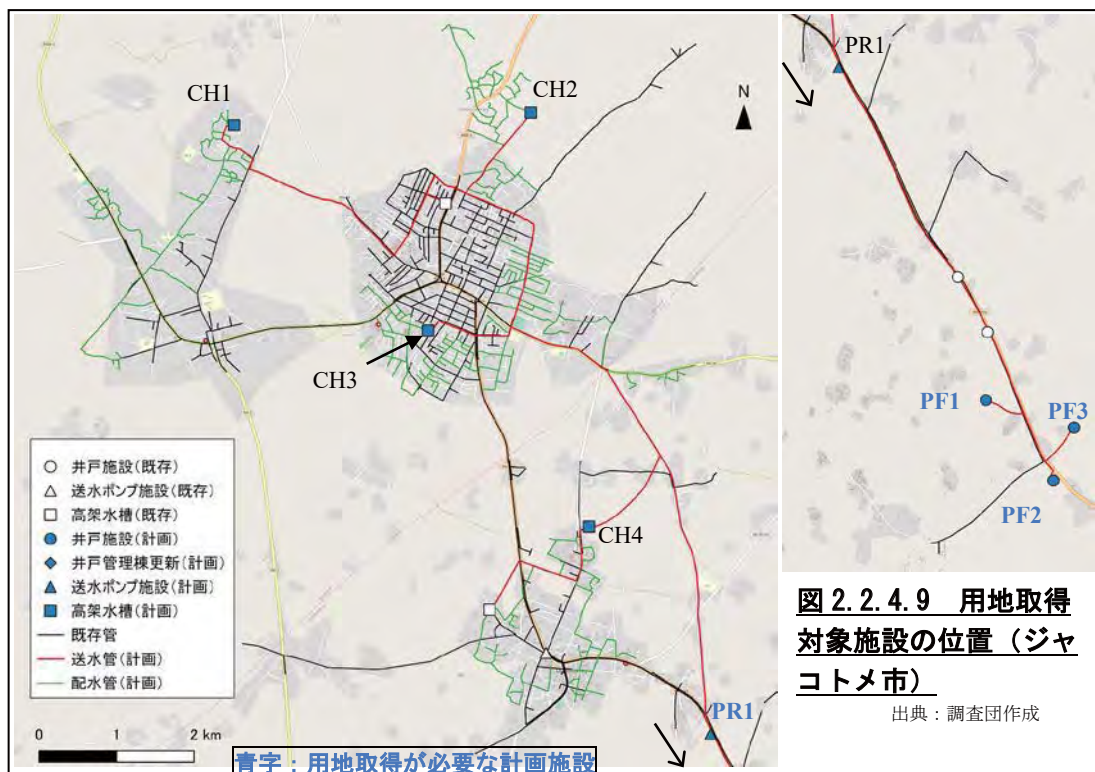 CH1
CH2
N
CH3
CH4
PR1
○ 井戸施設(既存)
△ 送水ポンプ施設(既存)
□ 高架水槽(既存)
● 井戸施設(計画)
◆ 井戸管理棟更新(計画)
▲ 送水ポンプ施設(計画)
■ 高架水槽(計画)
既存管
送水管(計画)
配水管(計画)
0 1 2 km
青字：用地取得が必要な計画施設
PR1
PF1
PF3
PF2
図 2.2.4.9 用地取得
対象施設の位置（ジャ
コトメ市）
出典：調査団作成